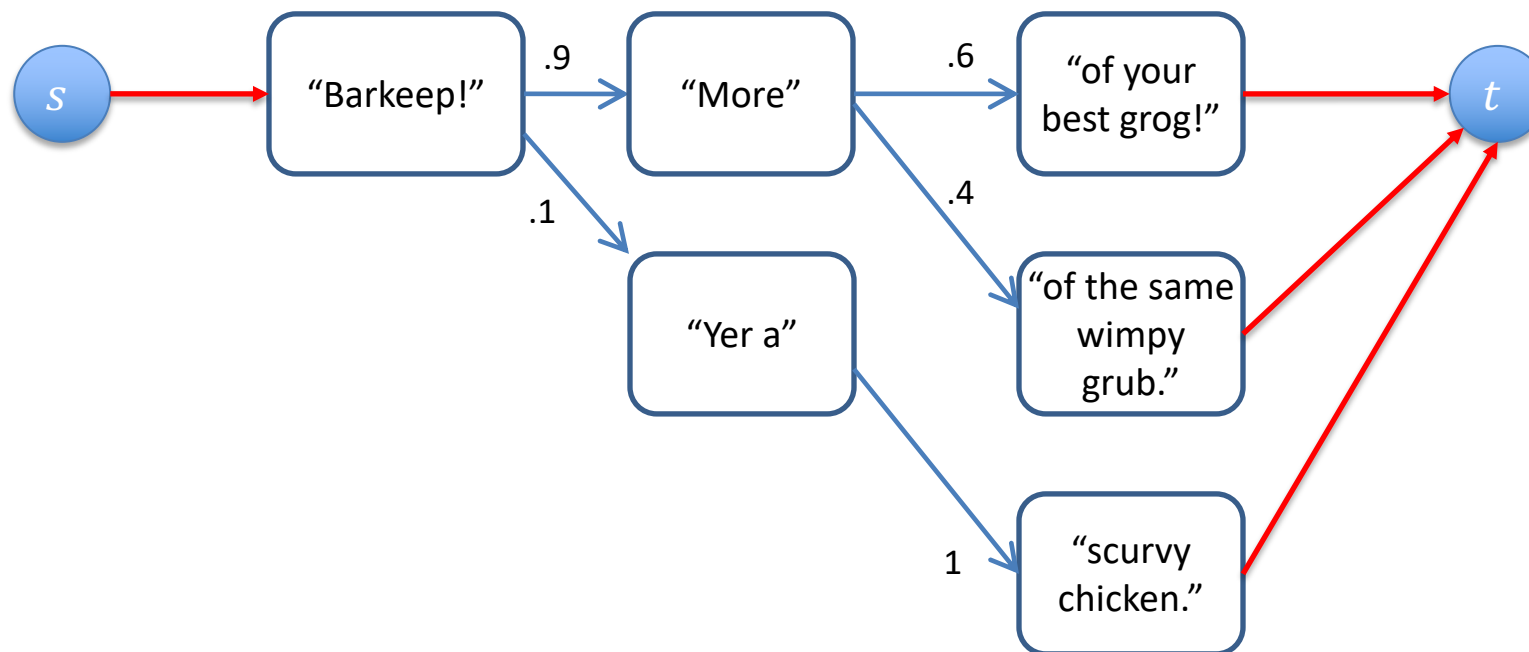 s
“Barkeep!”
.9
“More”
.6
“of your
best grog!”
t
.1
.4
“Yer a”
“of the same
wimpy
grub.”
1
“scurvy
chicken.”